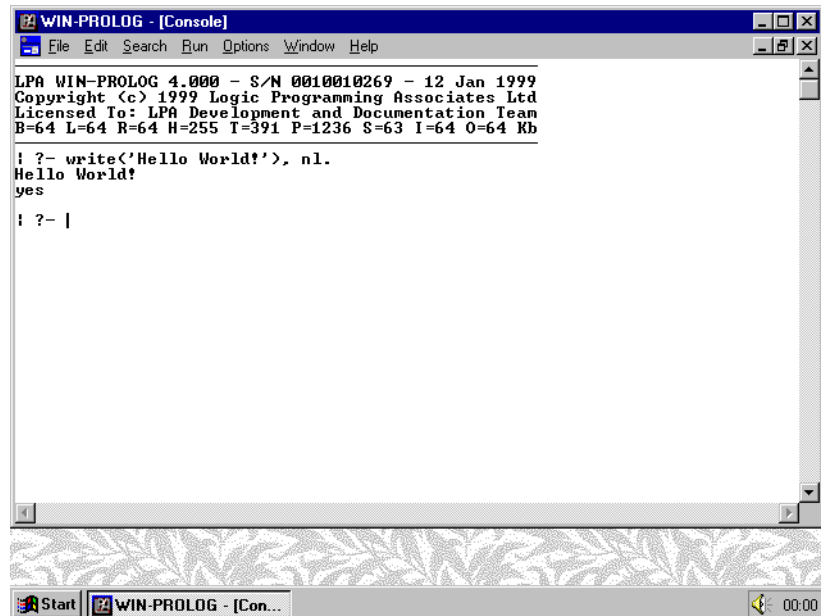 WIN-PROLOG - [Console]
File Edit Search Run Options Window Help
LPA WIN-PROLOG 4.000 - S/N 0010010269 - 12 Jan 1999
Copyright (c) 1999 Logic Programming Associates Ltd
Licensed To: LPA Development and Documentation Team
B=64 L=64 R=64 H=255 T=391 P=1236 S=63 I=64 O=64 Kb
| ?- write('Hello World!'), nl.
Hello World!
yes
| ?- |
Start WIN-PROLOG - [Con... 00:00